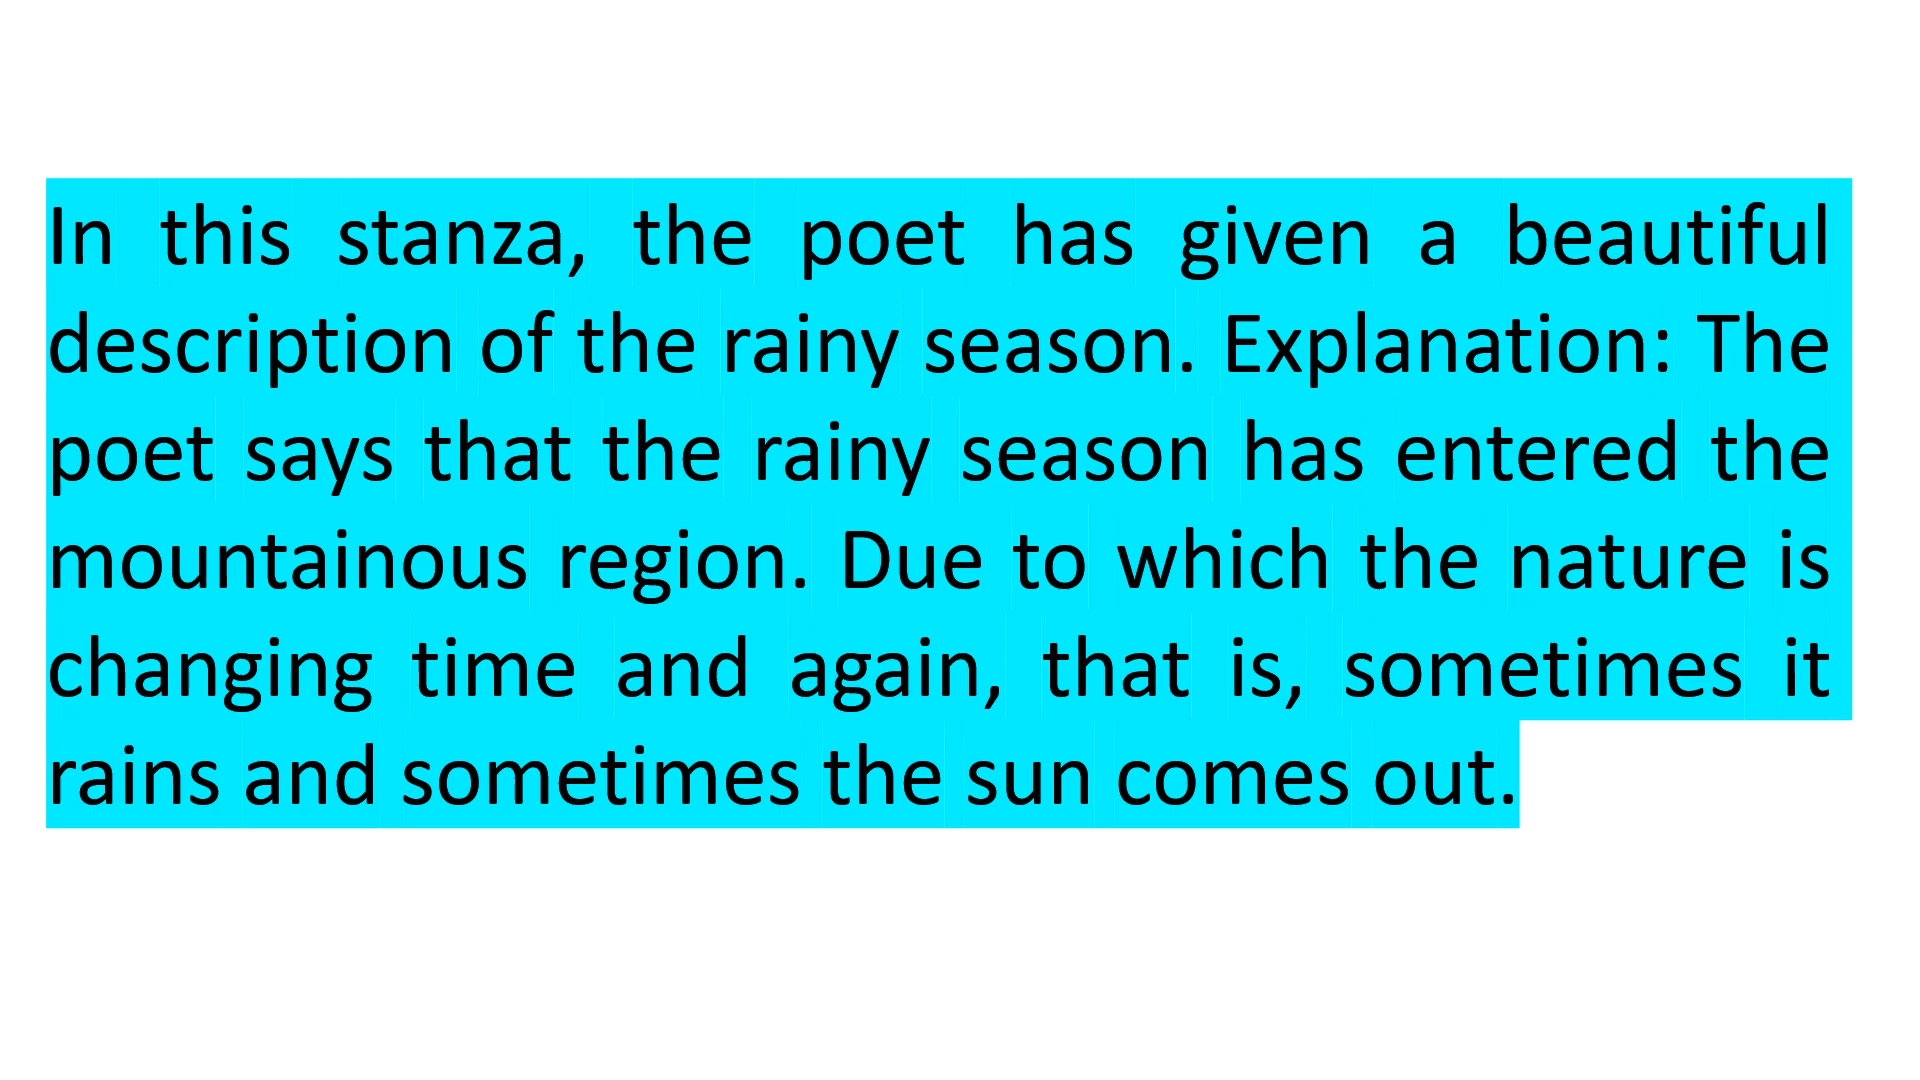 In this stanza, the poet has given a beautiful
description of the rainy season. Explanation: The
poet says that the rainy season has entered the
mountainous region. Due to which the nature is
changing time and again, that is, sometimes it
rains and sometimes the sun comes out.